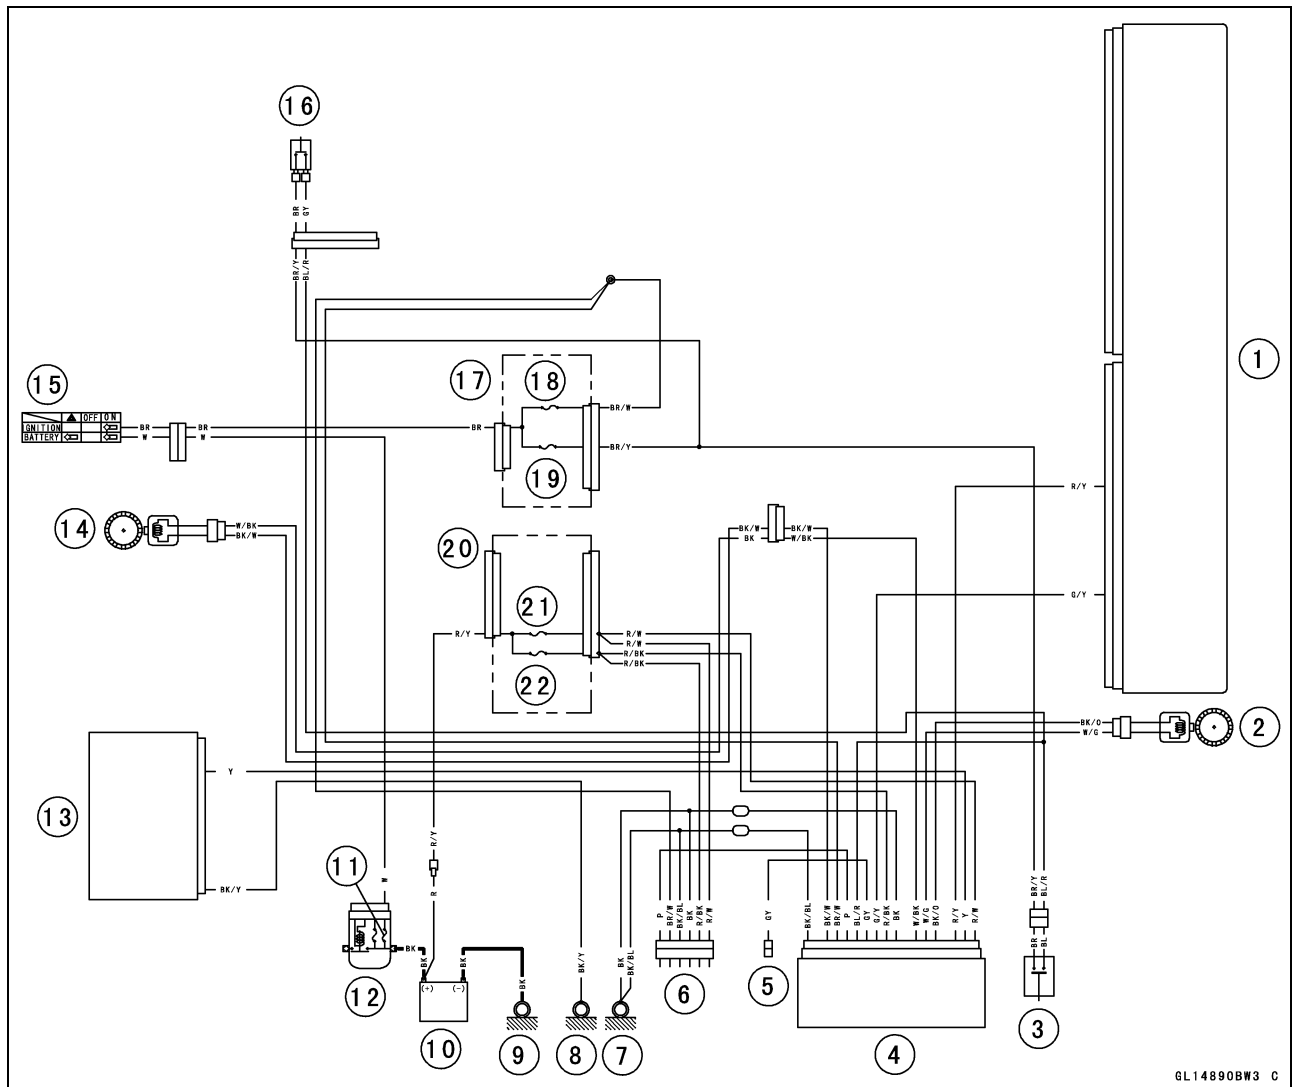 16
BR GY
BR/Y BL/R
1
17
18
15
OFF ON
IGNITION
BATTERY
BR BR BR BR/W
W W
BR/Y
19
R/Y
14
W/BK
BK/W
BK/W BK/W
BK W/BK
20
21
G/Y
R/Y R/W
R/W
R/BK
R/BK
22
BK/O
W/G
2
Y
13
R/Y
11
BK/Y
W
R
P BR/W BK/BL BK R/BK R/W
GY
BK/BL BK/W BR/W P BL/R GY G/Y R/BK BK W/BK W/G BK/O R/Y Y R/W
BR/Y BL/R
BK
BK BK
BK
BK/Y
BK BK/BL
BR BL
(+) (-)
12
6
5
3
10
9
8
7
4
GL14890BW3 C